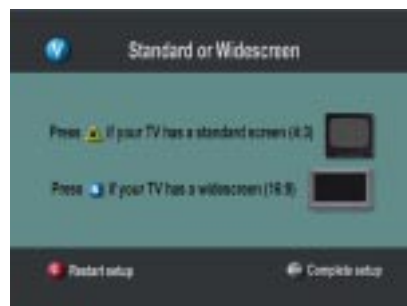 V Standard or Widescreen
Press A if your TV has a standard screen (4:3)
Press if your TV has a widescreen (16:9)
Restart setup Complete setup